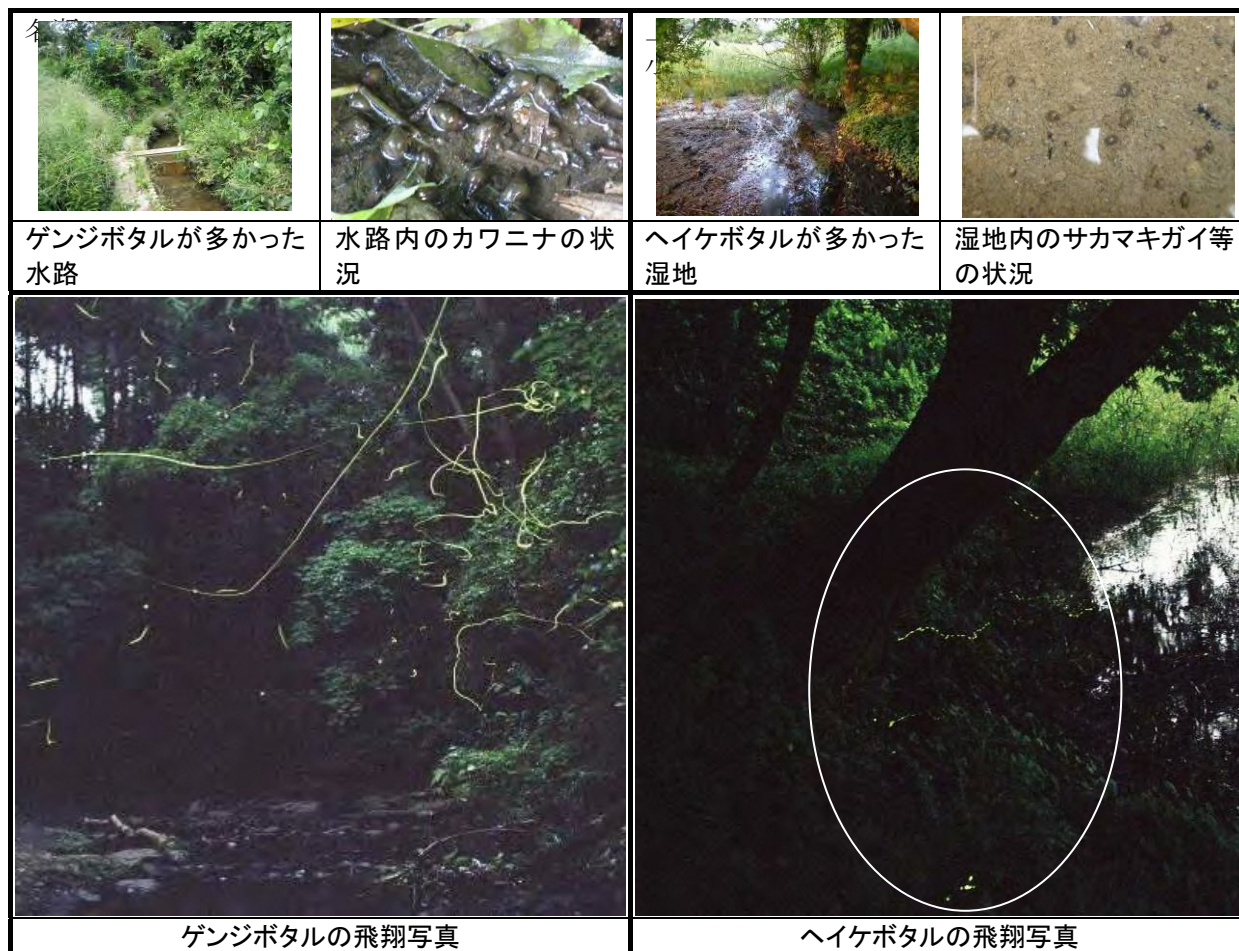 ゲンジボタルが多かった
水路
水路内のカワニナの状
況
ヘイケボタルが多かった
湿地
湿地内のサカマキガイ等
の状況
ゲンジボタルの飛翔写真
ヘイケボタルの飛翔写真